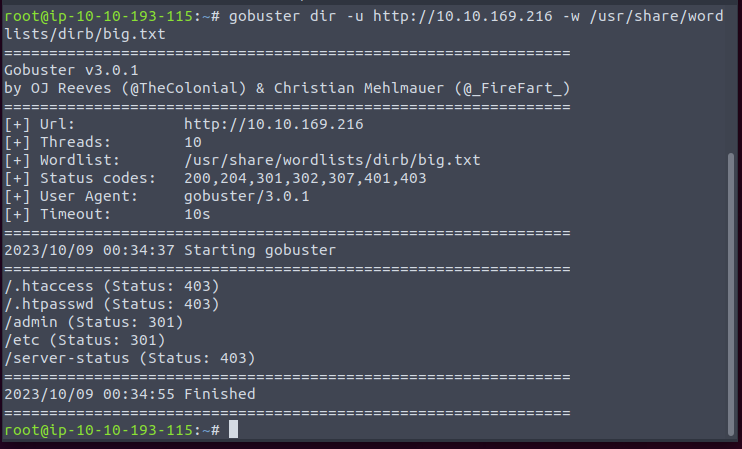 root@ip-10-10-193-115:~# gobuster dir -u http://10.10.169.216 -w /usr/share/word
lists/dirb/big.txt
===============================================================
Gobuster v3.0.1
by OJ Reeves (@TheColonial) & Christian Mehlmauer (@_FireFart_)
===============================================================
[+] Url:            http://10.10.169.216
[+] Threads:        10
[+] Wordlist:       /usr/share/wordlists/dirb/big.txt
[+] Status codes:   200,204,301,302,307,401,403
[+] User Agent:     gobuster/3.0.1
[+] Timeout:        10s
===============================================================
2023/10/09 00:34:37 Starting gobuster
===============================================================
/.htaccess (Status: 403)
/.htpasswd (Status: 403)
/admin (Status: 301)
/etc (Status: 301)
/server-status (Status: 403)
===============================================================
2023/10/09 00:34:55 Finished
===============================================================
root@ip-10-10-193-115:~#